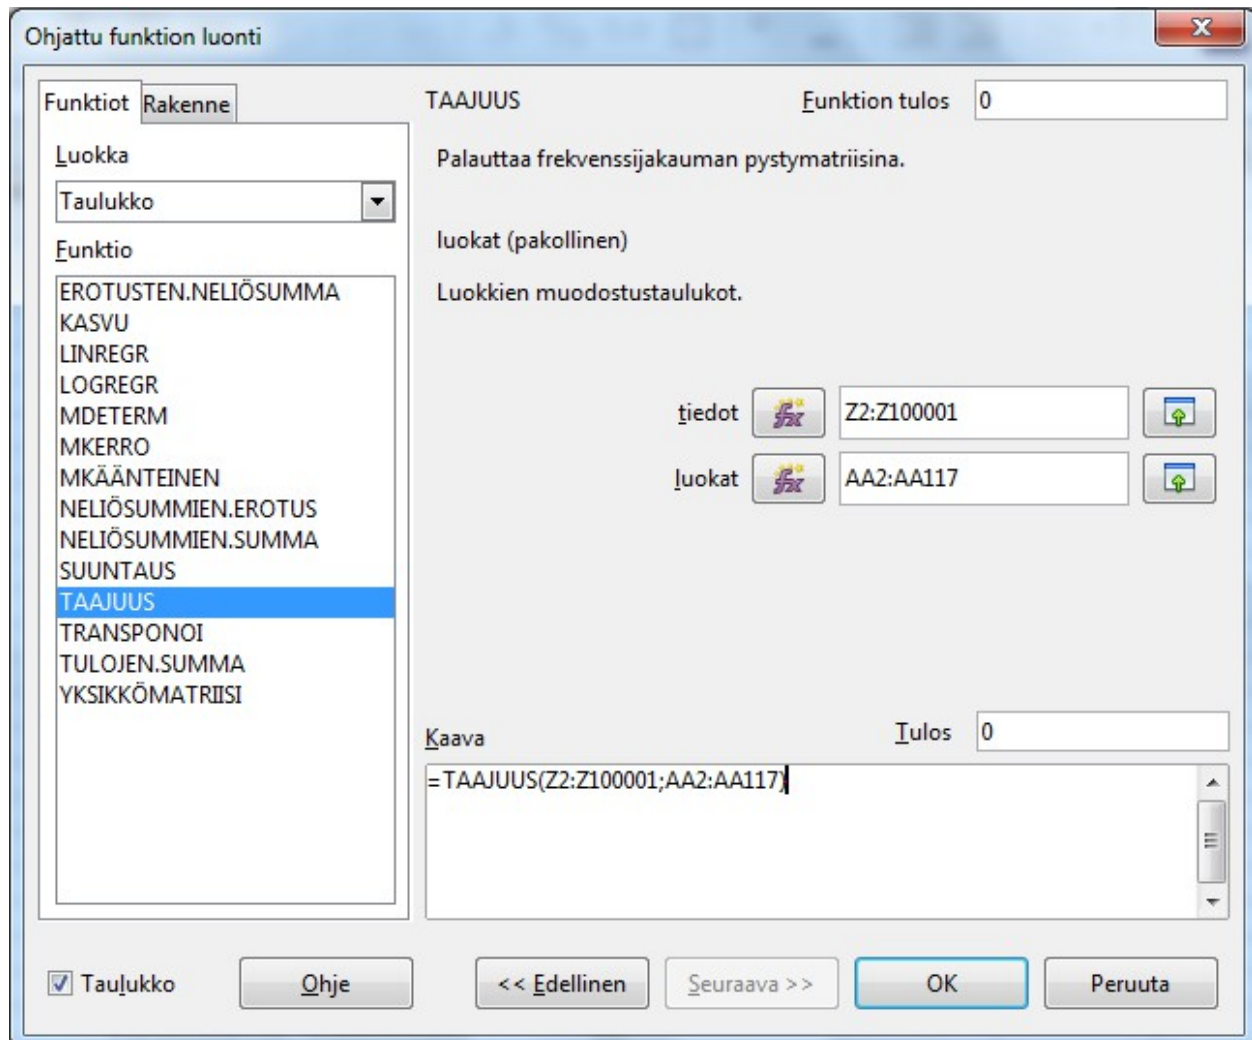 Ohjattu funktion luonti
Funktiot Rakenne
Luokka
Taulukko
Funktio
EROTUSTEN.NELIÖSUMMA
KASVU
LINREGR
LOGREGR
MDETERM
MKERRO
MKÄÄNTEINEN
NELIÖSUMMIEN.EROTUS
NELIÖSUMMIEN.SUMMA
SUUNTAUS
TAAJUUS
TRANSPONOI
TULOJEN.SUMMA
YKSIKKÖMATRIISI
TAAJUUS Funktion tulos 0
Palauttaa frekvenssijakauman pystymatriisina.
luokat (pakollinen)
Luokkien muodostustaulukot.
tiedot fx Z2:Z100001
luokat fx AA2:AA117
Kaava Tulos 0
=TAAJUUS(Z2:Z100001;AA2:AA117)
Taulukko Ohje << Edellinen Seuraava >> OK Peruuta